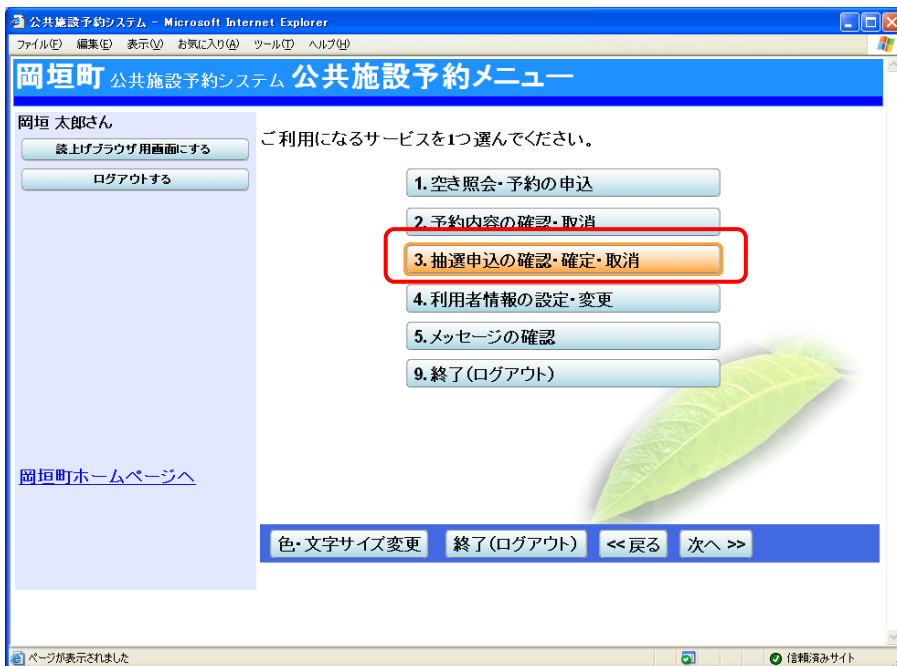 公共施設予約システム - Microsoft Internet Explorer
ファイル(F) 編集(E) 表示(V) お気に入り(A) ツール(T) ヘルプ(H)
岡垣町 公共施設予約システム 公共施設予約メニュー
岡垣 太郎さん
読上げブラウザ用画面にする
ログアウトする
岡垣町ホームページへ
ご利用になるサービスを1つ選んでください。
1. 空き照会・予約の申込
2. 予約内容の確認・取消
3. 抽選申込の確認・確定・取消
4. 利用者情報の設定・変更
5. メッセージの確認
9. 終了(ログアウト)
色・文字サイズ変更 終了(ログアウト) <<戻る 次へ >>
ページが表示されました 信頼済みサイト